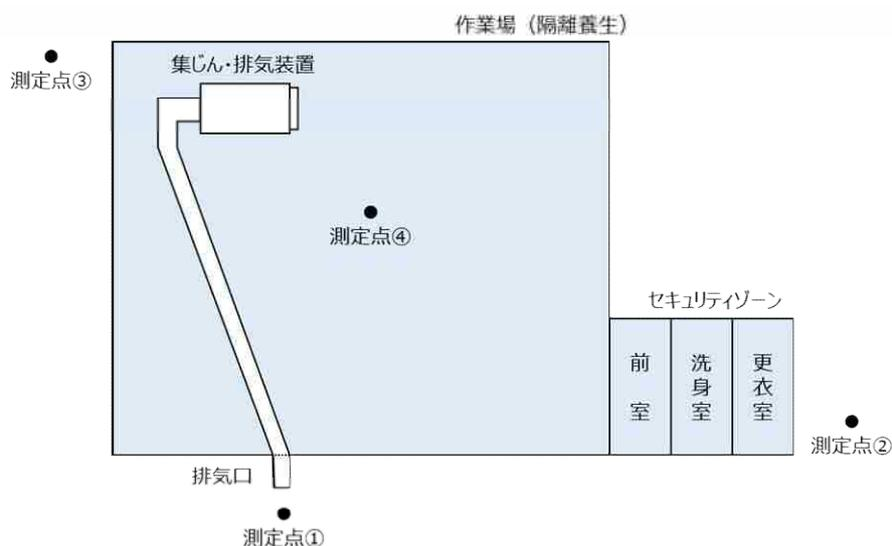 作業場（隔離養生）
測定点③
集じん・排気装置
測定点④
セキュリティゾーン
前室
洗身室
更衣室
測定点②
排気口
測定点①